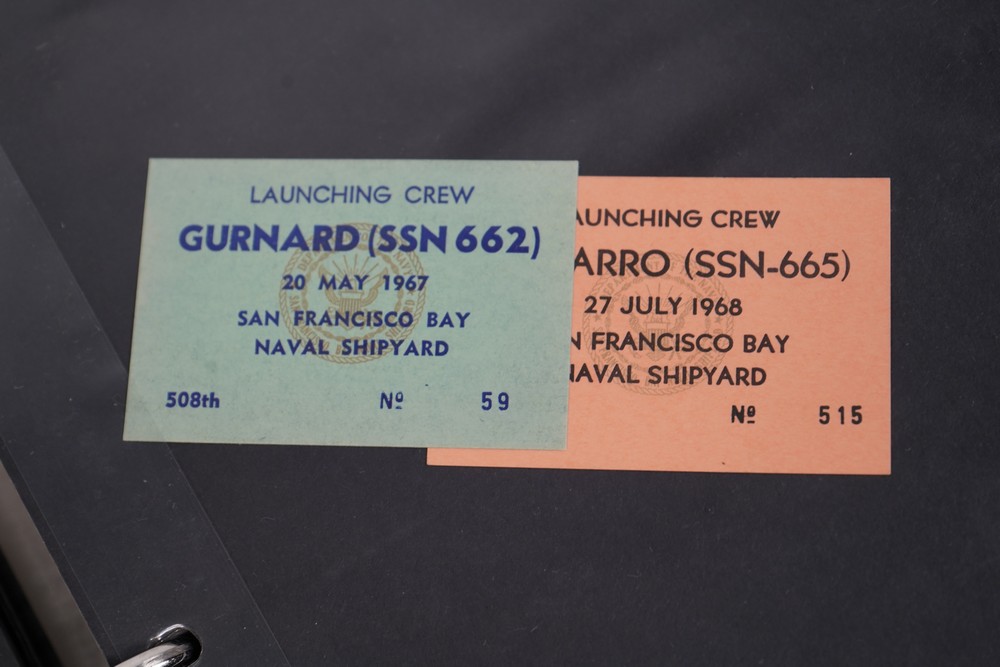 LAUNCHING CREW
GURNARD (SSN 662)
20 MAY 1967
SAN FRANCISCO BAY
NAVAL SHIPYARD
508th Nº 59
AUNCHING CREW
ARRO (SSN-665)
27 JULY 1968
N FRANCISCO BAY
NAVAL SHIPYARD
Nº 515